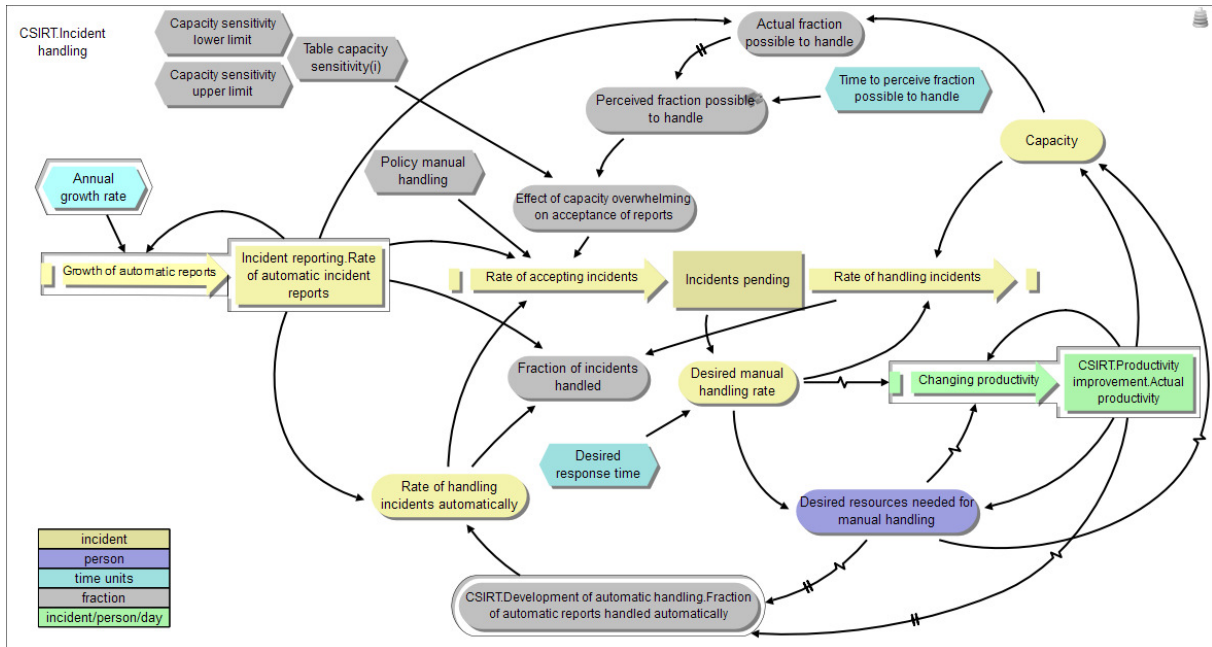 CSIRT.Incident
handling
Capacity sensitivity
lower limit
Table capacity
sensitivity(i)
Capacity sensitivity
upper limit
Actual fraction
possible to handle
Perceived fraction possible
to handle
Time to perceive fraction
possible to handle
Capacity
Policy manual
handling
Effect of capacity overwhelming
on acceptance of reports
Annual
growth rate
Growth of automatic reports
Incident reporting.Rate
of automatic incident
reports
Rate of accepting incidents
Incidents pending
Rate of handling incidents
Fraction of incidents
handled
Desired manual
handling rate
Changing productivity
CSIRT.Productivity
improvement.Actual
productivity
Desired
response time
Rate of handling
incidents automatically
Desired resources needed for
manual handling
CSIRT.Development of automatic handling.Fraction
of automatic reports handled automatically
incident
person
time units
fraction
incident/person/day